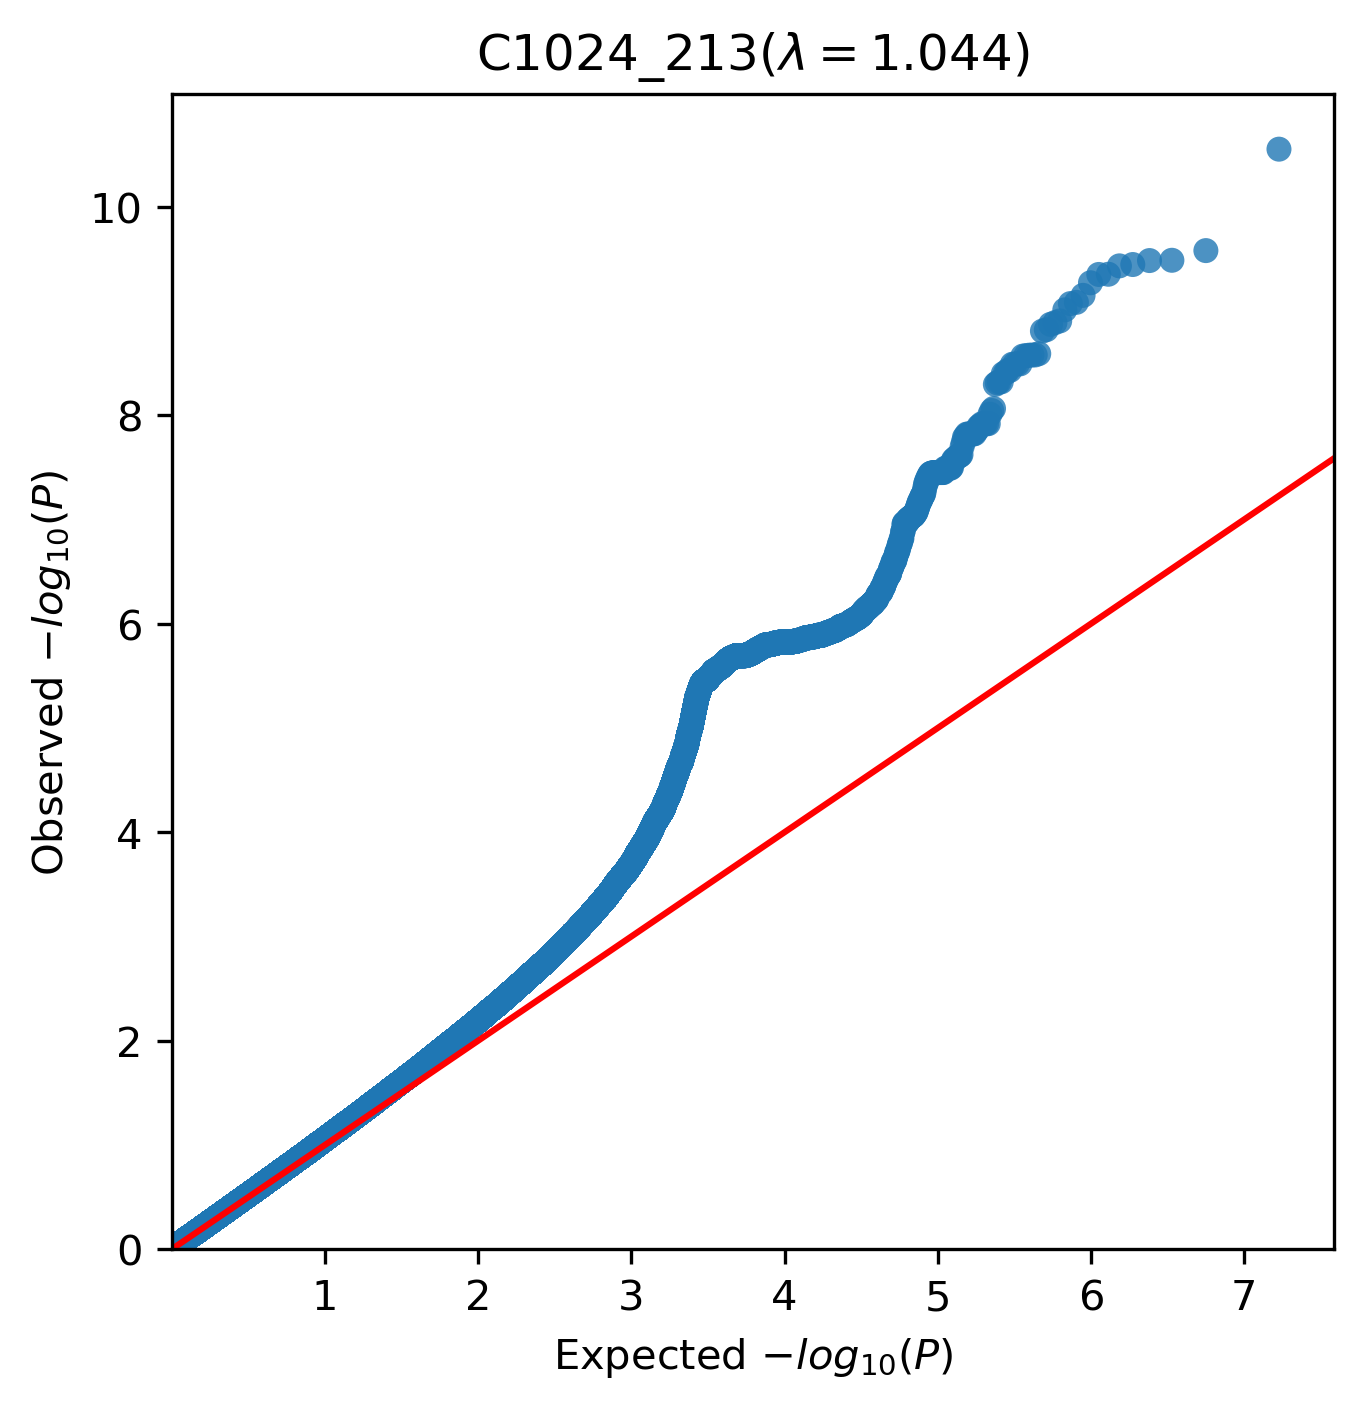 C1024_213(λ = 1.044)
Observed −log₁₀(P)
10
8
6
4
2
0
1 2 3 4 5 6 7
Expected −log₁₀(P)